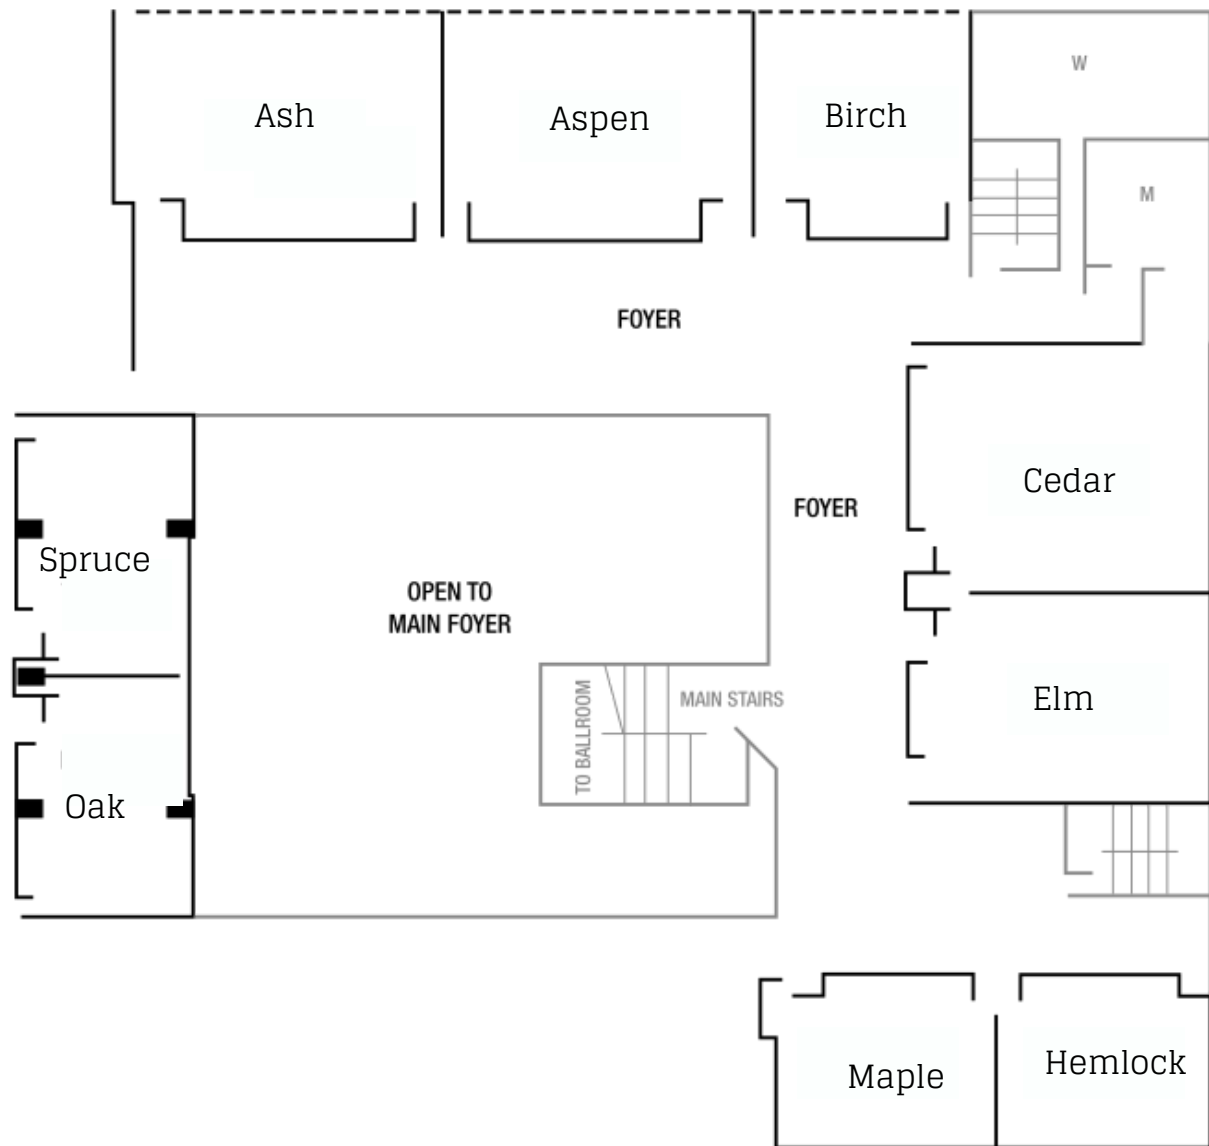 W
Ash
Aspen
Birch
M
FOYER
Cedar
FOYER
Spruce
OPEN TO
MAIN FOYER
TO BALLROOM
MAIN STAIRS
Elm
Oak
Maple
Hemlock